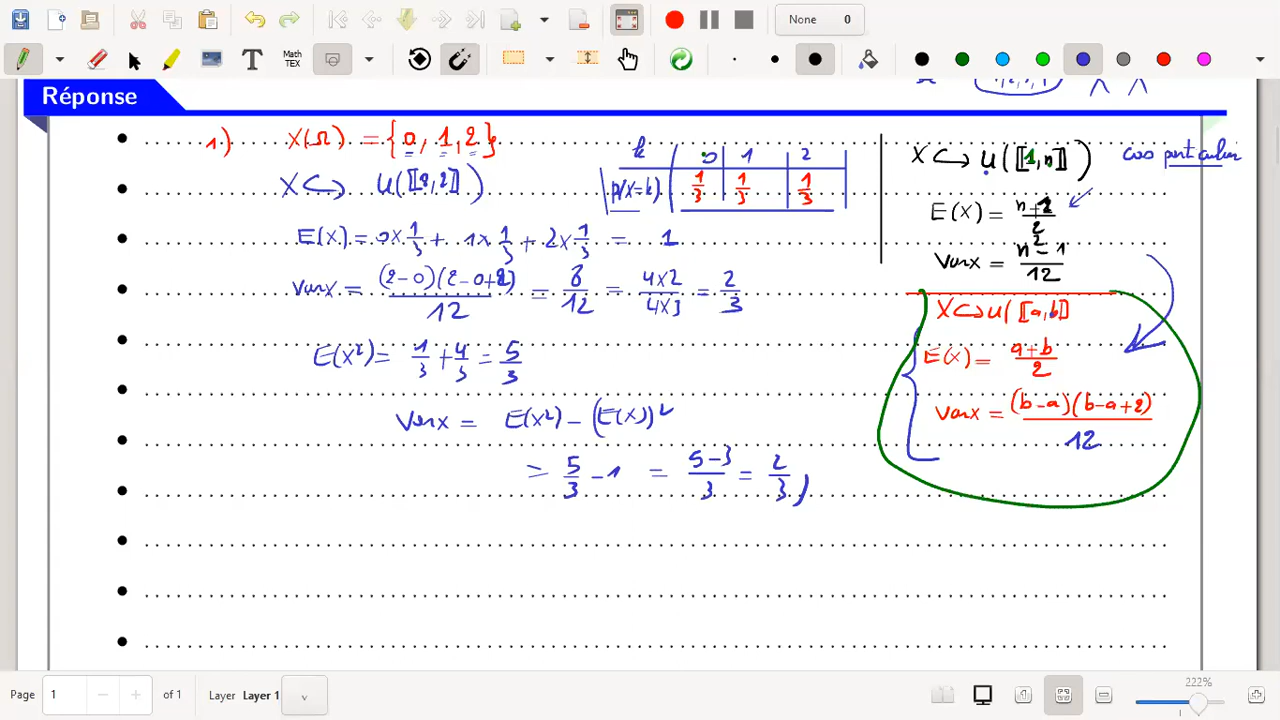 None 0
Math TEX
Réponse
1.) X(Ω) = {0, 1, 2}
X ↪ U(⟦0,2⟧)
k 0 1 2
p(X=k) 1/3 1/3 1/3
E(X) = 0×1/3 + 1×1/3 + 2×1/3 = 1
Var X = (2-0)(2-0+2)/12 = 8/12 = 4×2/4×3 = 2/3
E(X²) = 1/3 + 4/3 = 5/3
Var X = E(X²) - (E(X))²
= 5/3 - 1 = 5-3/3 = 2/3
X ↪ U(⟦1,n⟧) cas particulier
E(X) = n+1/2
Var X = n²-1/12
X ↪ U(⟦a,b⟧
E(X) = a+b/2
Var X = (b-a)(b-a+2)/12
Page 1 of 1 Layer Layer 1 222%